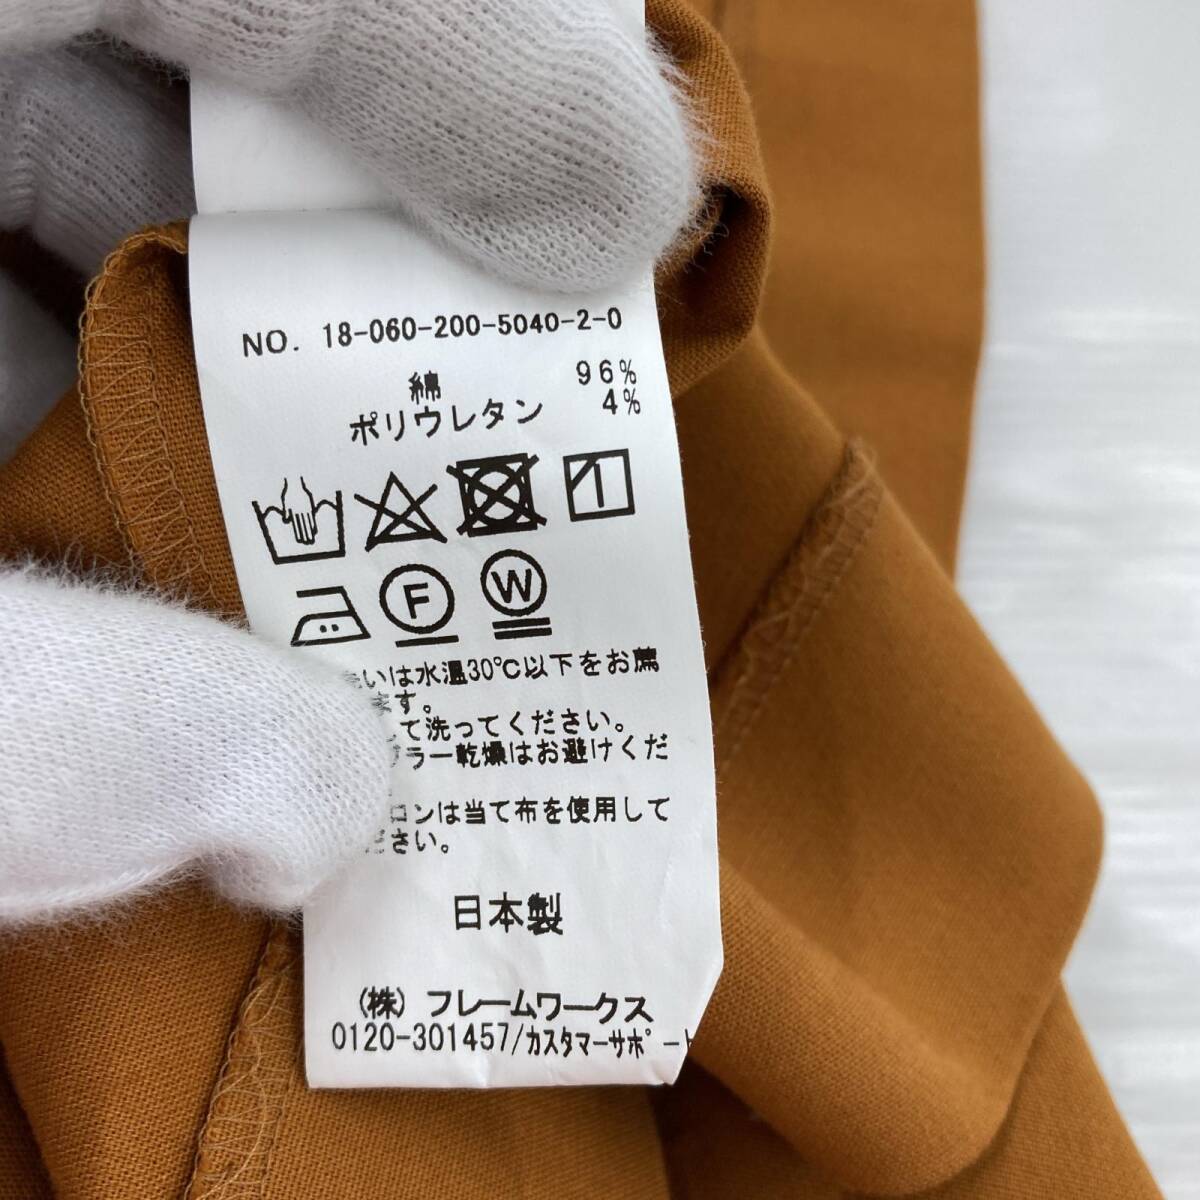 NO. 18-060-200-5040-2-0
綿 96%
ポリウレタン 4%
F W
いは水温30℃以下をお薦
ます。
て洗ってください。
ブラー乾燥はお避けくだ
ロンは当て布を使用して
ださい。
日本製
(株)フレームワークス
0120-301457/カスタマーサポート